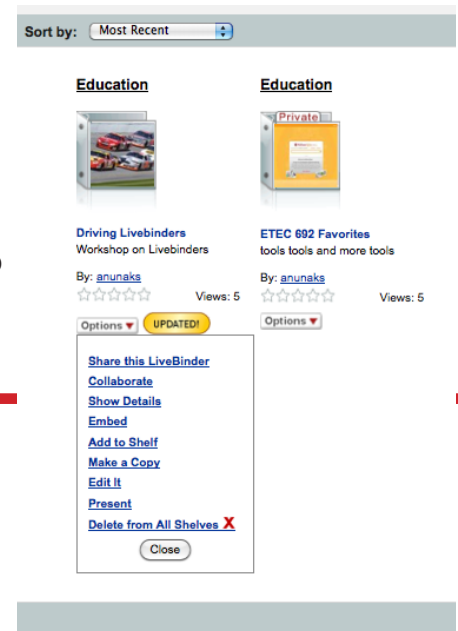 Sort by: Most Recent
Education
Driving Livebinders
Workshop on Livebinders
By: anunaks
Views: 5
Options
UPDATED!
Share this LiveBinder
Collaborate
Show Details
Embed
Add to Shelf
Make a Copy
Edit It
Present
Delete from All Shelves X
Close
Education
Private
ETEC 692 Favorites
tools tools and more tools
By: anunaks
Views: 5
Options